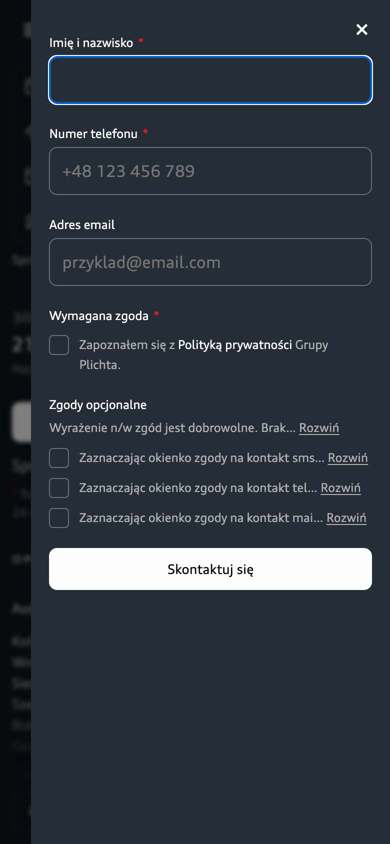 Imię i nazwisko *
Numer telefonu *
+48 123 456 789
Adres email
przyklad@email.com
Wymagana zgoda *
Zapoznałem się z Polityką prywatności Grupy
Plichta.
Zgody opcjonalne
Wyrażenie n/w zgód jest dobrowolne. Brak... Rozwiń
Zaznaczając okienko zgody na kontakt sms... Rozwiń
Zaznaczając okienko zgody na kontakt tel... Rozwiń
Zaznaczając okienko zgody na kontakt mai... Rozwiń
Skontaktuj się